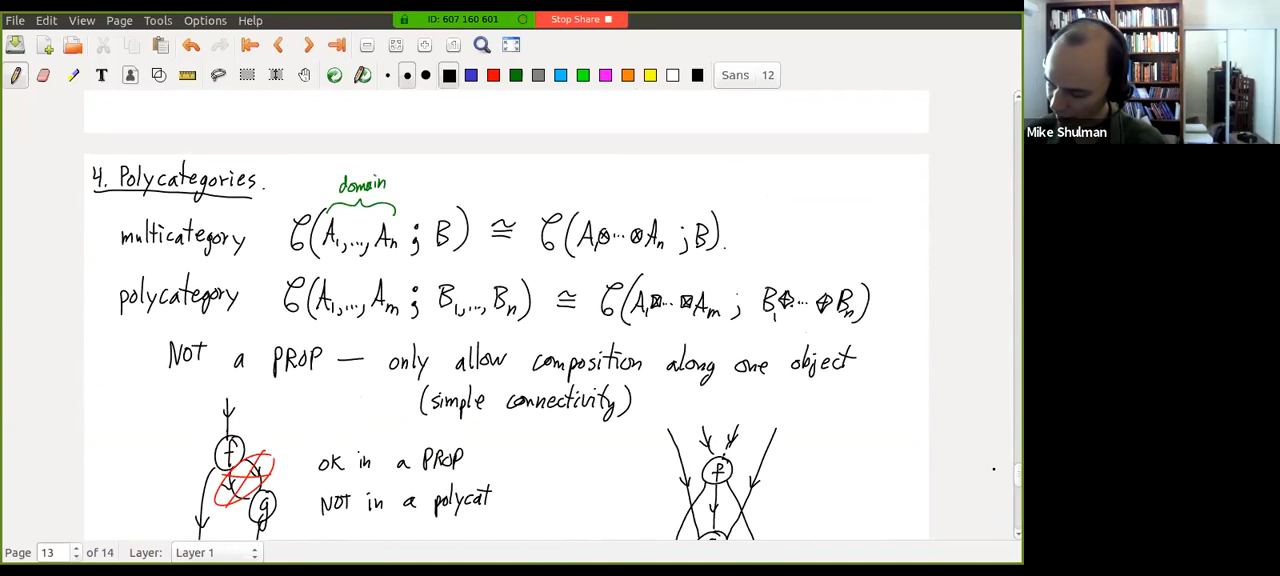 File Edit View Page Tools Options Help
ID: 607 160 601 Stop Share
Sans 12
Mike Shulman
4. Polycategories.
domain
multicategory 𝒞(A₁,..., Aₙ ; B) ≅ 𝒞(A₁⊗···⊗Aₙ ; B).
polycategory 𝒞(A₁,..., Aₘ ; B₁,..., Bₙ) ≅ 𝒞(A₁⊠···⊠Aₘ ; B₁⊕···⊕Bₙ)
NOT a PROP — only allow composition along one object
(simple connectivity)
f
ok in a PROP
f
NOT in a polycat
g
Page 13 of 14 Layer: Layer 1